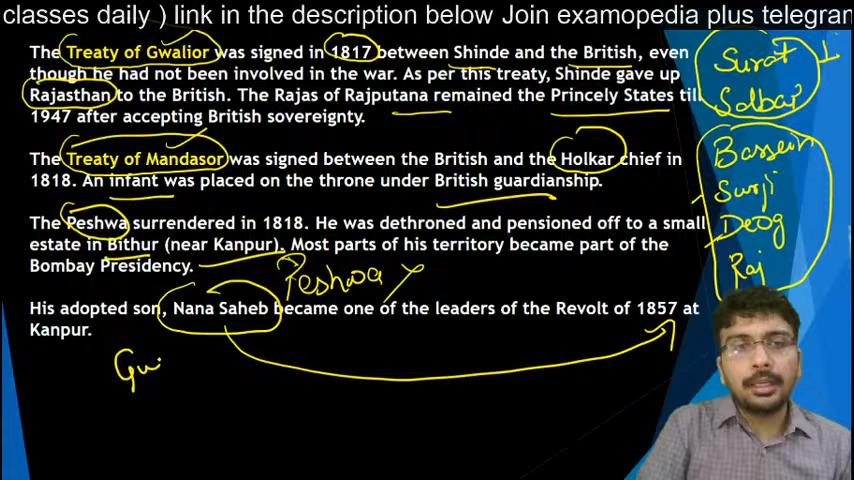 classes daily ) link in the description below Join examopedia plus telegran
The Treaty of Gwalior was signed in 1817 between Shinde and the British, even
though he had not been involved in the war. As per this treaty, Shinde gave up
Rajasthan to the British. The Rajas of Rajputana remained the Princely States till
1947 after accepting British sovereignty.
The Treaty of Mandasor was signed between the British and the Holkar chief in
1818. An infant was placed on the throne under British guardianship.
The Peshwa surrendered in 1818. He was dethroned and pensioned off to a small
estate in Bithur (near Kanpur). Most parts of his territory became part of the
Bombay Presidency.
Peshwa
His adopted son, Nana Saheb became one of the leaders of the Revolt of 1857 at
Kanpur.
Gw
Surat
Salbai
Bassein
Surji
Deog
Raj